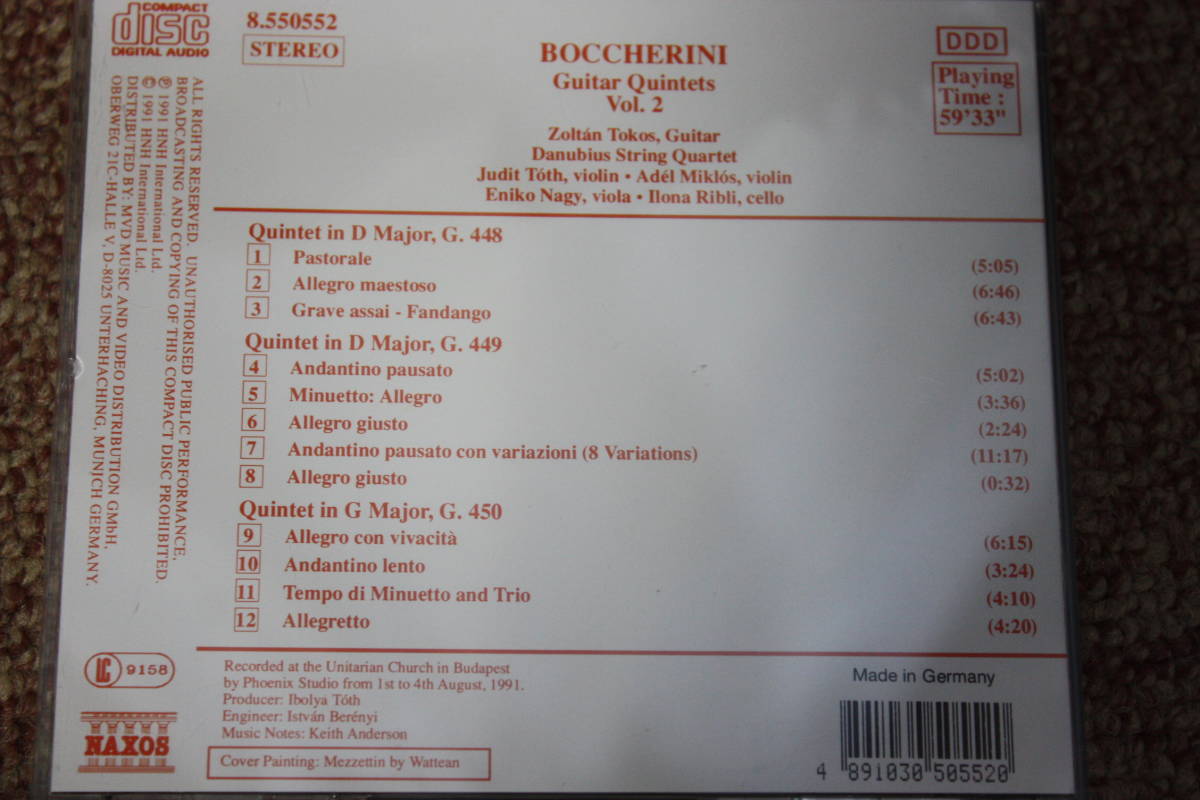 COMPACT
disc
DIGITAL AUDIO
8.550552
STEREO
BOCCHERINI
Guitar Quintets
Vol. 2
DDD
Playing
Time :
59'33"
Zoltán Tokos, Guitar
Danubius String Quartet
Judit Tóth, violin • Adél Miklós, violin
Eniko Nagy, viola • Ilona Ribli, cello
ALL RIGHTS RESERVED. UNAUTHORISED PUBLIC PERFORMANCE,
BROADCASTING AND COPYING OF THIS COMPACT DISC PROHIBITED.
℗ 1991 HNH International Ltd.
© 1991 HNH International Ltd.
DISTRIBUTED BY: MVD MUSIC AND VIDEO DISTRIBUTION GMbH,
OBERWEG 21C-HALLE V, D-8025 UNTERHACHING, MUNICH GERMANY.
Quintet in D Major, G. 448
1 Pastorale (5:05)
2 Allegro maestoso (6:46)
3 Grave assai - Fandango (6:43)
Quintet in D Major, G. 449
4 Andantino pausato (5:02)
5 Minuetto: Allegro (3:36)
6 Allegro giusto (2:24)
7 Andantino pausato con variazioni (8 Variations) (11:17)
8 Allegro giusto (0:32)
Quintet in G Major, G. 450
9 Allegro con vivacità (6:15)
10 Andantino lento (3:24)
11 Tempo di Minuetto and Trio (4:10)
12 Allegretto (4:20)
LC 9158
NAXOS
Recorded at the Unitarian Church in Budapest
by Phoenix Studio from 1st to 4th August, 1991.
Producer: Ibolya Tóth
Engineer: István Berényi
Music Notes: Keith Anderson
Cover Painting: Mezzettin by Wattean
Made in Germany
4 891030 505520